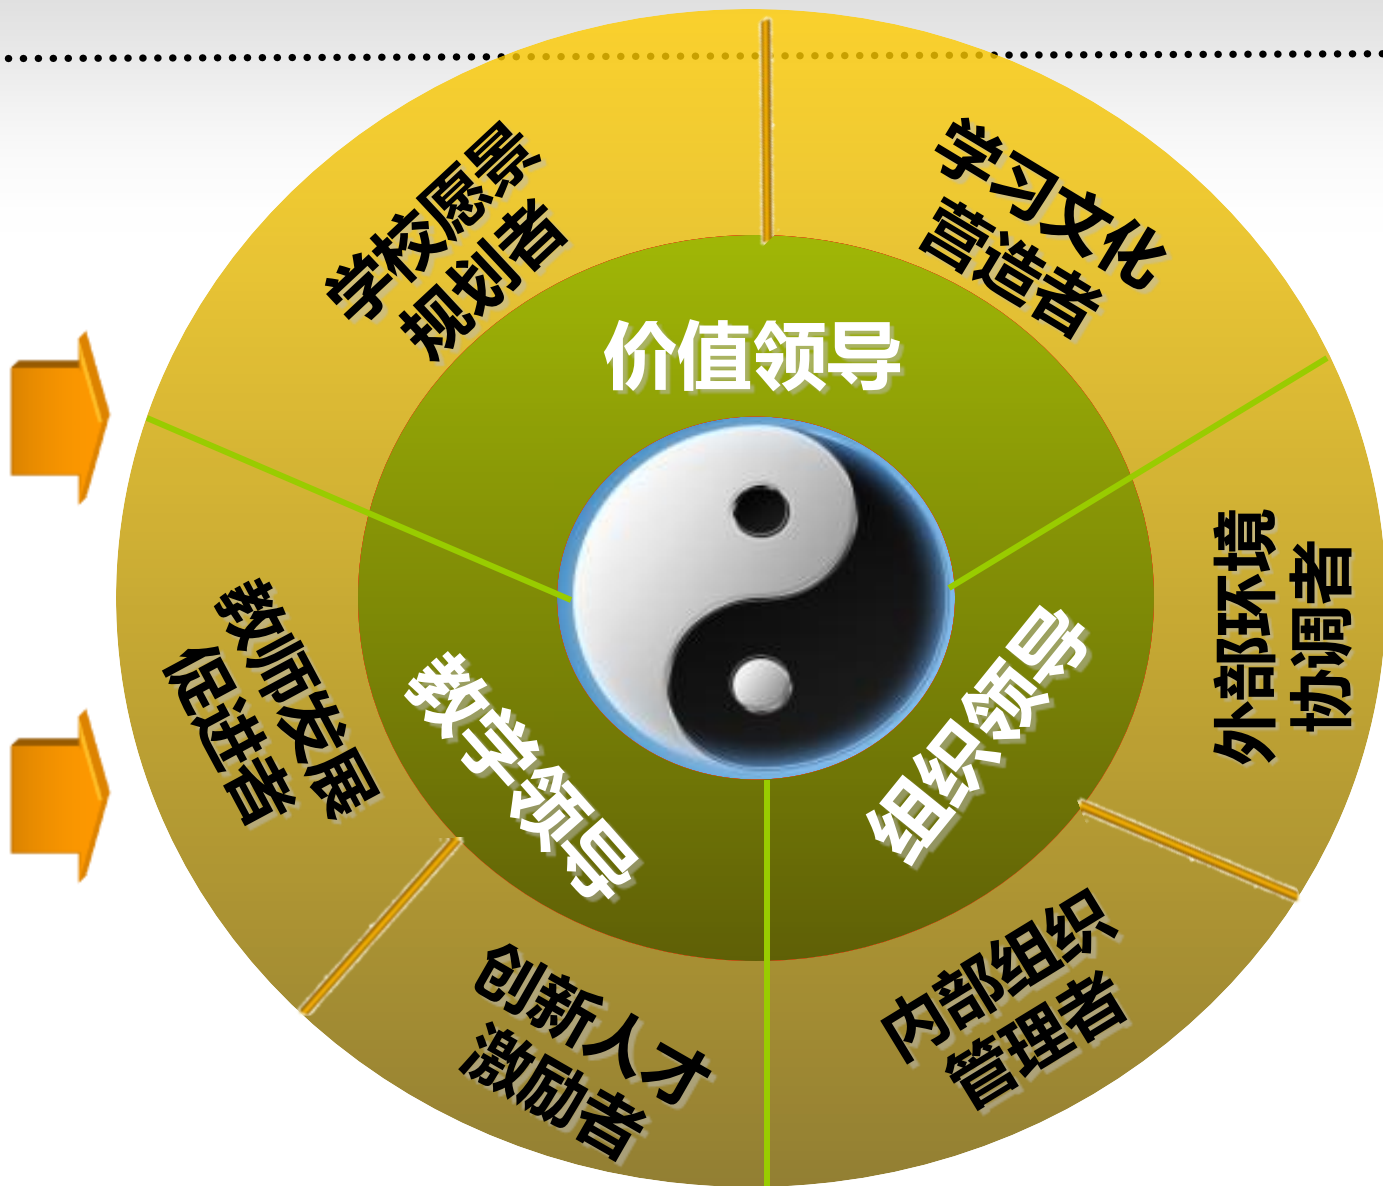 学校愿景
规划者
学习文化
营造者
价值领导
外部环境
协调者
教师发展
促进者
教学领导
组织领导
创新人才
激励者
内部组织
管理者